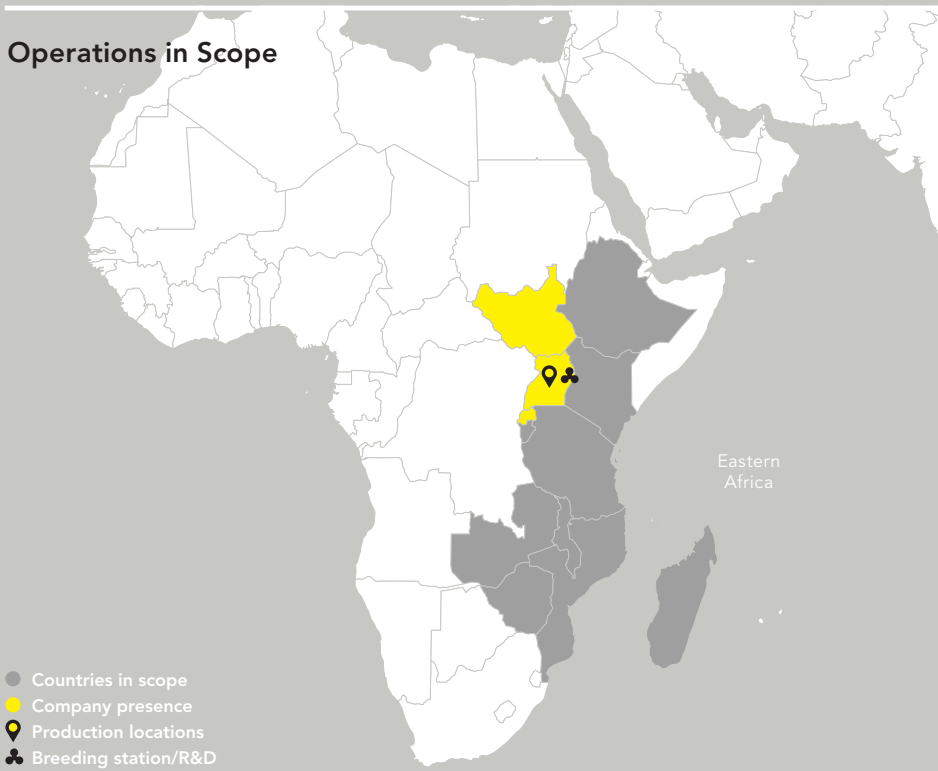 Operations in Scope
Eastern
Africa
Countries in scope
Company presence
Production locations
Breeding station/R&D